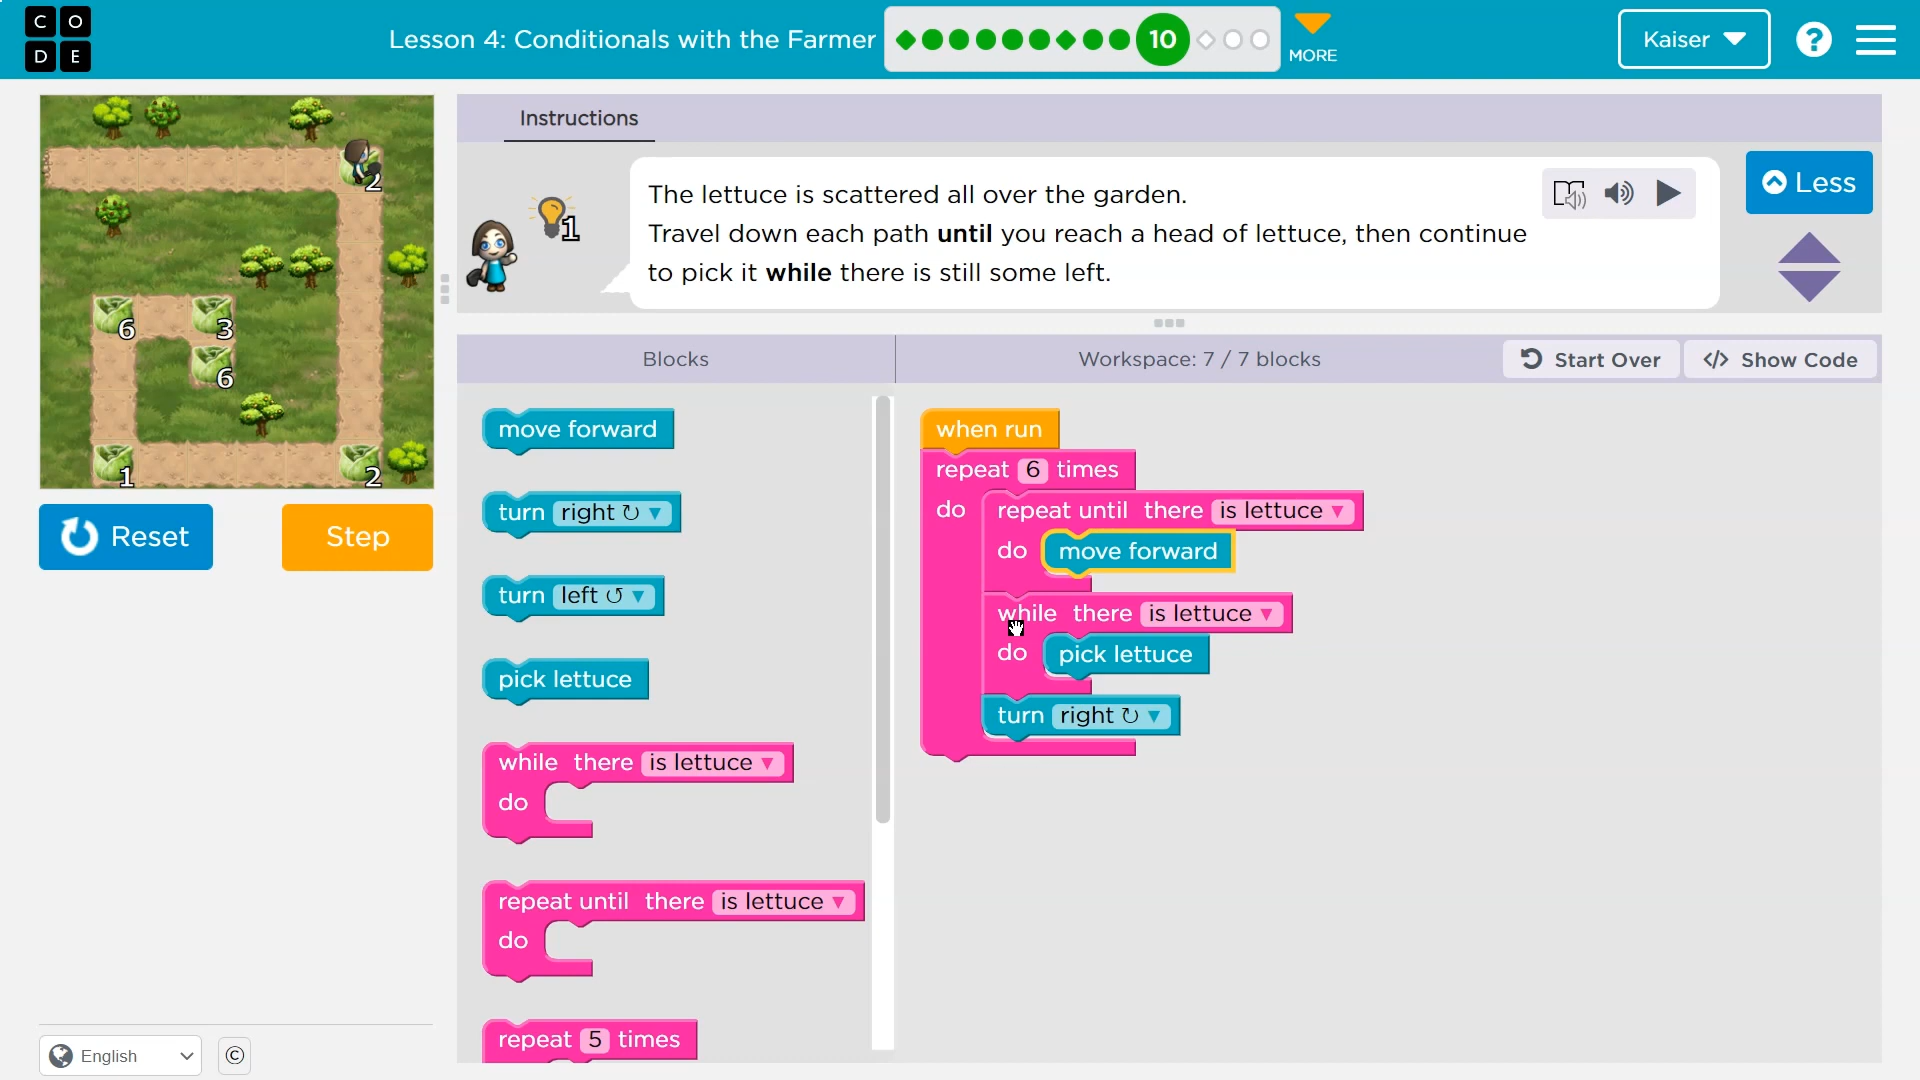 C O
D E
Lesson 4: Conditionals with the Farmer
10
MORE
Kaiser
?
Instructions
1
The lettuce is scattered all over the garden.
Travel down each path until you reach a head of lettuce, then continue
to pick it while there is still some left.
Less
2
6
3
6
1
2
Reset
Step
Blocks
Workspace: 7 / 7 blocks
Start Over
</> Show Code
move forward
turn right ↻ ▼
turn left ↺ ▼
pick lettuce
while there is lettuce ▼
do
repeat until there is lettuce ▼
do
repeat 5 times
when run
repeat 6 times
do repeat until there is lettuce ▼
do move forward
while there is lettuce ▼
do pick lettuce
turn right ↻ ▼
English
©